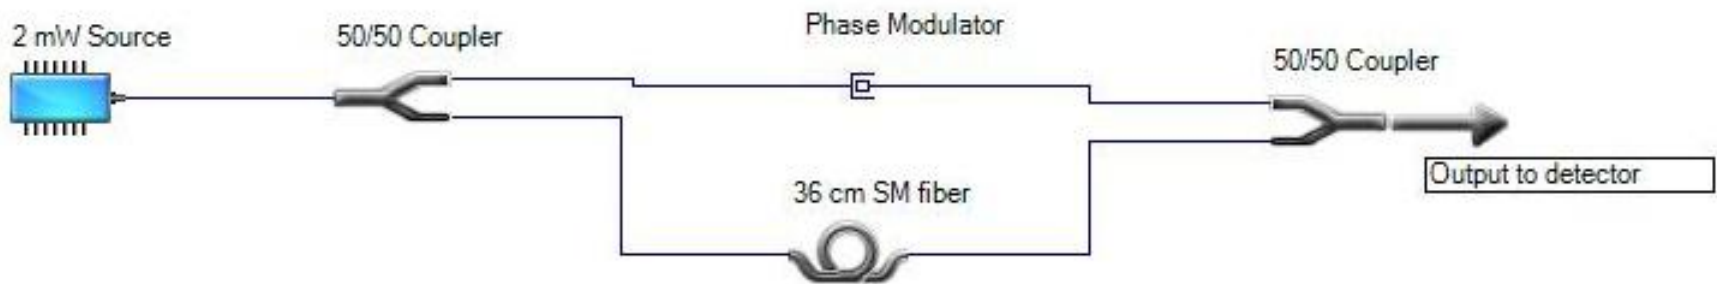 2 mW Source
50/50 Coupler
Phase Modulator
50/50 Coupler
Output to detector
36 cm SM fiber